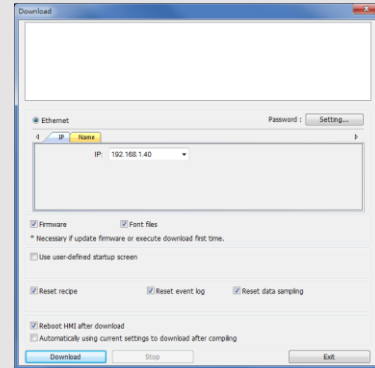 Download
Ethernet Password : Setting...
IP Name
IP: 192.168.1.40
Firmware Font files
* Necessary if update firmware or execute download first time.
Use user-defined startup screen
Reset recipe Reset event log Reset data sampling
Reboot HMI after download
Automatically using current settings to download after compiling
Download Stop Exit